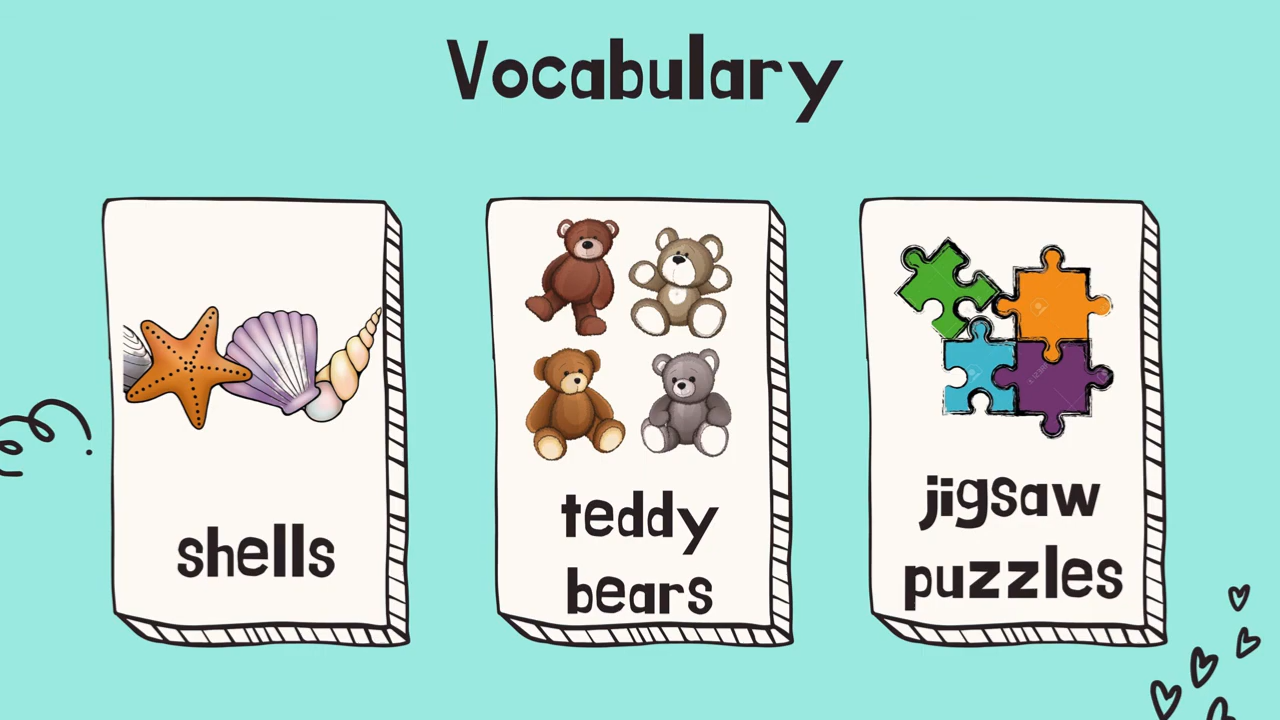 Vocabulary
shells
teddy
bears
jigsaw
puzzles